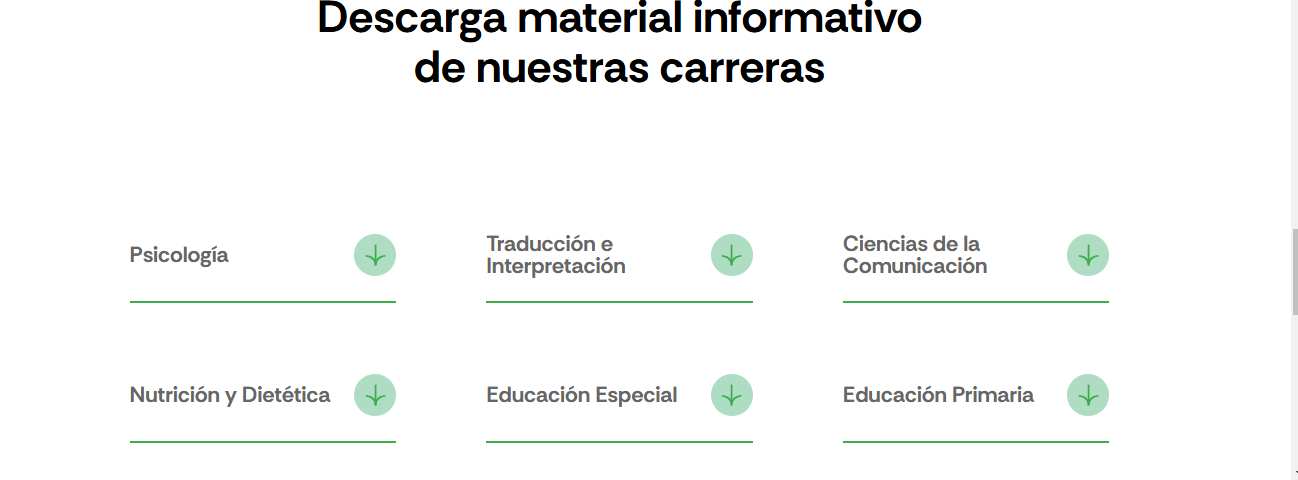 Descarga material informativo
de nuestras carreras
Psicología
Traducción e
Interpretación
Ciencias de la
Comunicación
Nutrición y Dietética
Educación Especial
Educación Primaria